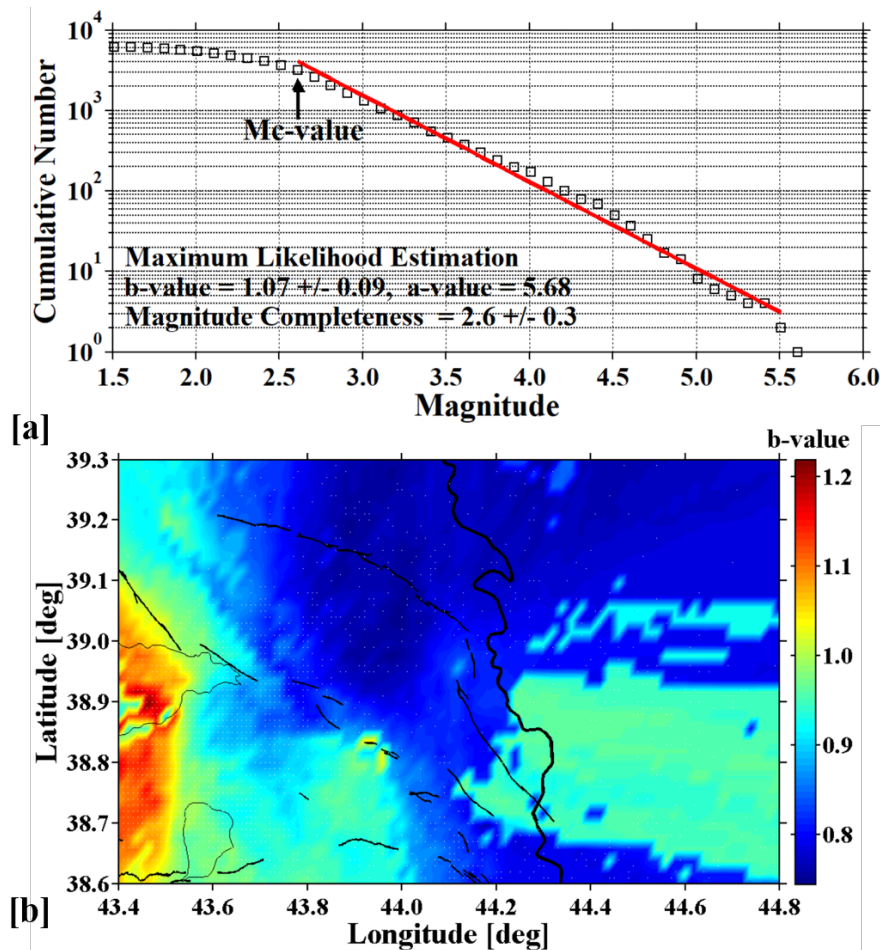 10^4
10^3
10^2
10^1
10^0
Cumulative Number
Mc-value
Maximum Likelihood Estimation
b-value = 1.07 +/- 0.09, a-value = 5.68
Magnitude Completeness = 2.6 +/- 0.3
1.5 2.0 2.5 3.0 3.5 4.0 4.5 5.0 5.5 6.0
Magnitude
[a]
b-value
39.3
39.2
39.1
39.0
38.9
38.8
38.7
38.6
Latitude [deg]
1.2
1.1
1.0
0.9
0.8
[b]
43.4 43.6 43.8 44.0 44.2 44.4 44.6 44.8
Longitude [deg]